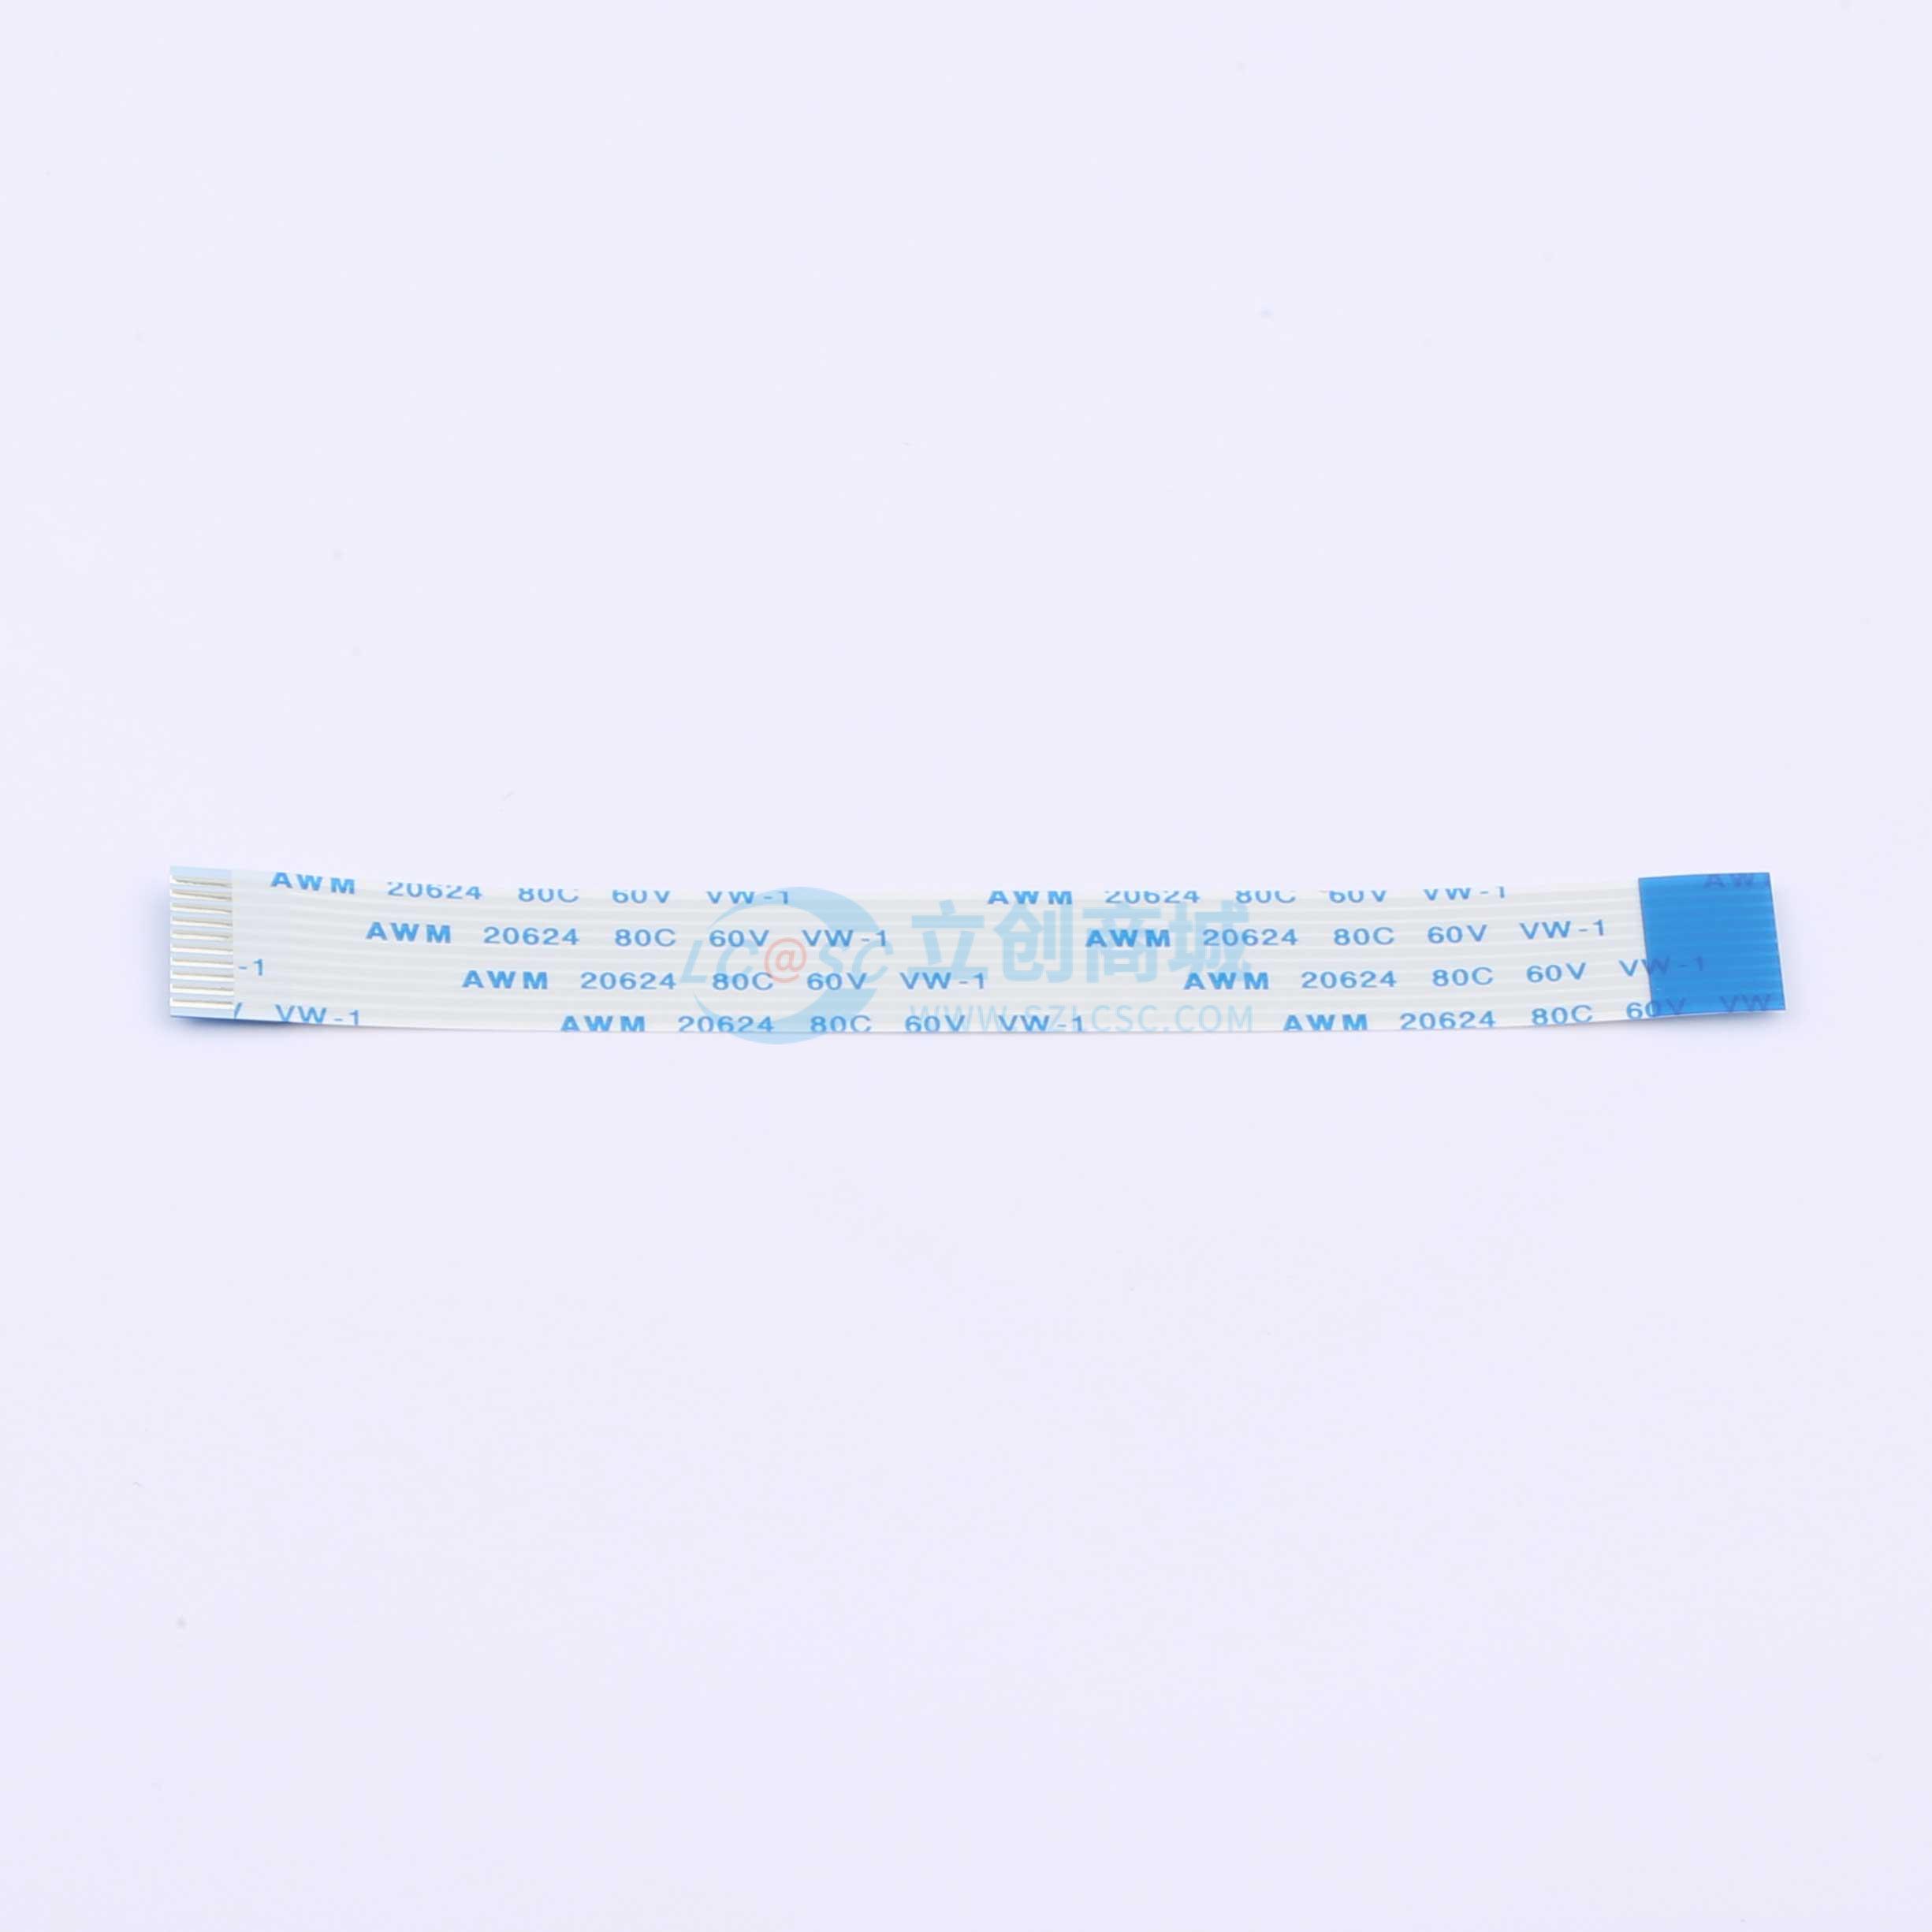 AWM 20624 80C 60V VW-1 AWM 20624 80C 60V VW-1 AW
AWM 20624 80C 60V VW-1 AWM 20624 80C 60V VW-1
-1 AWM 20624 80C 60V VW-1 AWM 20624 80C 60V VW-1
VW-1 AWM 20624 80C 60V VW-1 AWM 20624 80C 60V VW
LC@SC 立创商城
WWW.SZLCSC.COM